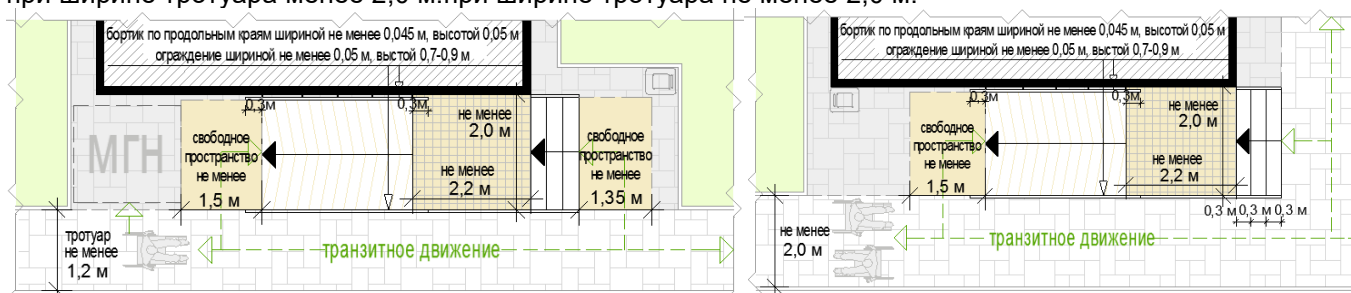 при ширине тротуара менее 2,0 м.при ширине тротуара не менее 2,0 м.
бортик по продольным краям шириной не менее 0,045 м, высотой 0,05 м
ограждение шириной не менее 0,05 м, выстой 0,7-0,9 м
0,3м
0,3м
не менее
2,0 м
МГН
свободное
пространство
не менее
1,5 м
не менее
2,2 м
свободное
пространство
не менее
1,35 м
тротуар
не менее
1,2 м
транзитное движение
бортик по продольным краям шириной не менее 0,045 м, высотой 0,05 м
ограждение шириной не менее 0,05 м, выстой 0,7-0,9 м
0,3м
0,3м
не менее
2,0 м
свободное
пространство
не менее
1,5 м
не менее
2,2 м
0,3 м 0,3 м 0,3 м
не менее
2,0 м
транзитное движение